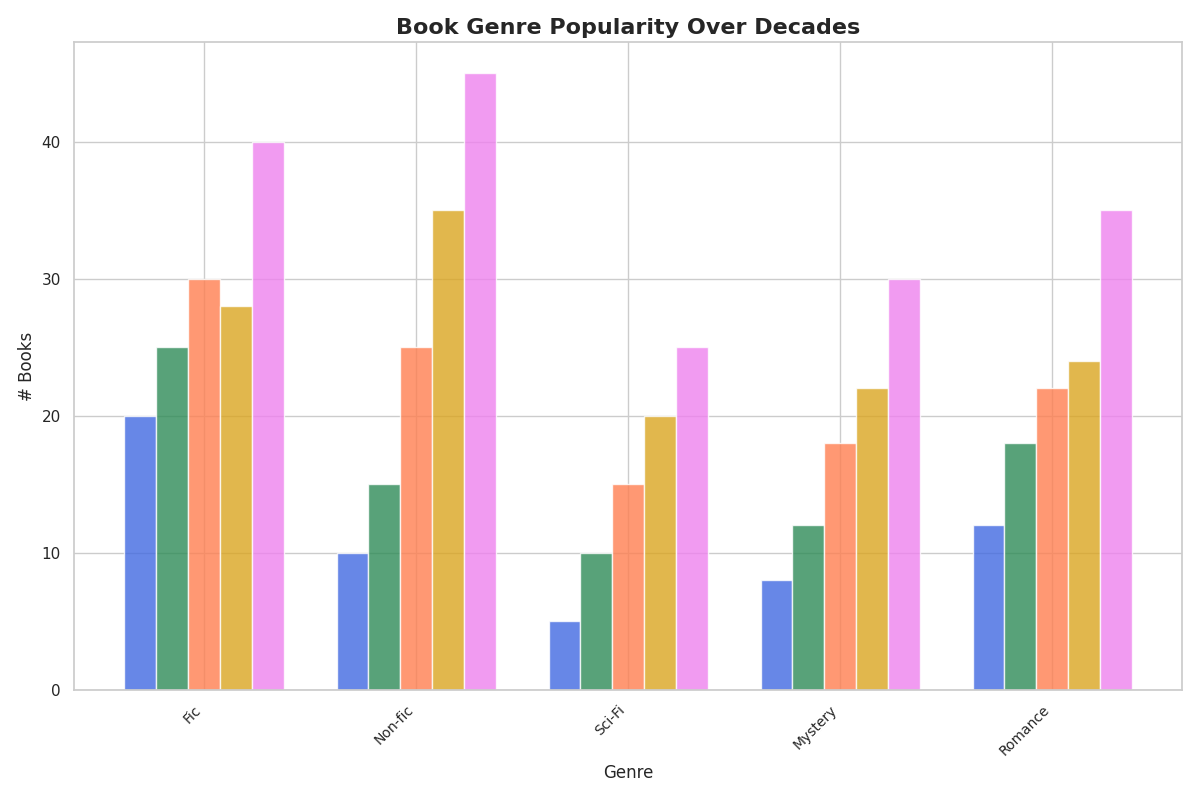 Book Genre Popularity Over Decades
# Books
40
30
20
10
0
Fic
Non-fic
Sci-Fi
Mystery
Romance
Genre